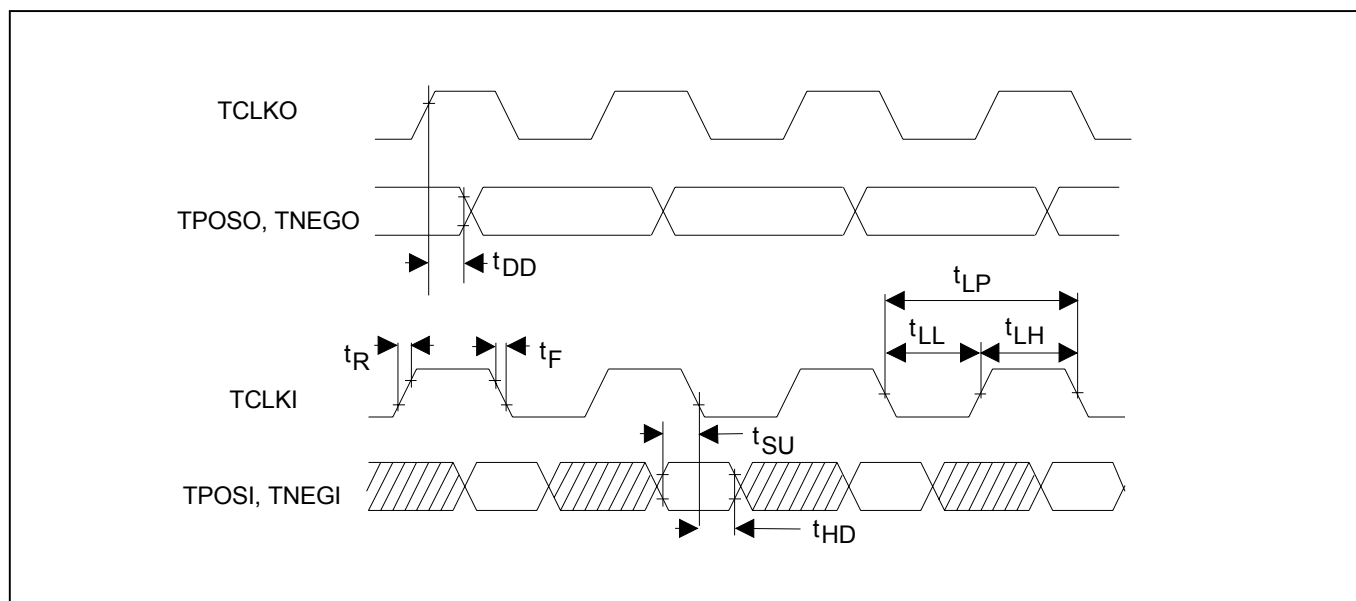 TCLKO
TPOSO, TNEGO
tDD
tLP
tLL tLH
tR tF
TCLKI
tSU
TPOSI, TNEGI
tHD